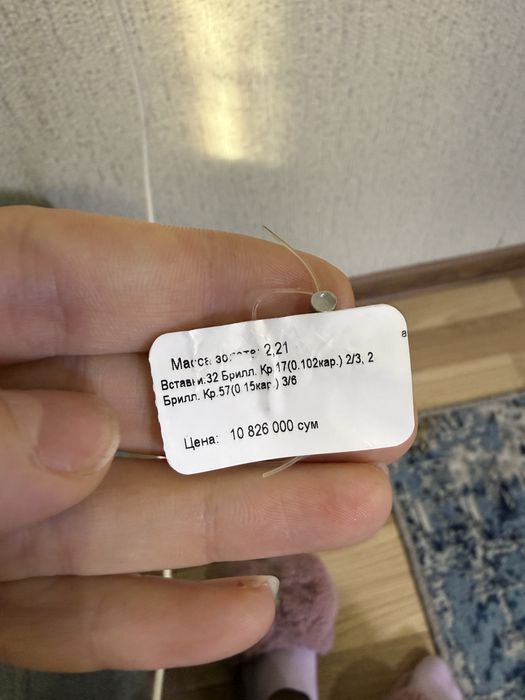 Масса золота: 2,21
а
Вставки.32 Брилл. Кр.17(0.102кар.) 2/3, 2
Брилл. Кр.57(0.15кар.) 3/6
Цена: 10 826 000 сум